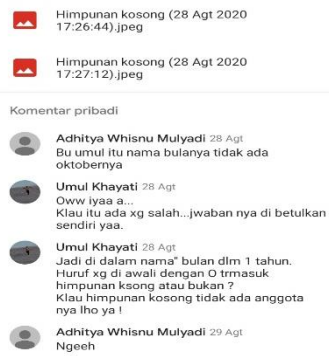 Himpunan kosong (28 Agt 2020
17:26:44).jpeg
Himpunan kosong (28 Agt 2020
17:27:12).jpeg
Komentar pribadi
Adhitya Whisnu Mulyadi 28 Agt
Bu umul itu nama bulanya tidak ada
oktobernya
Umul Khayati 28 Agt
Oww iyaa a...
Klau itu ada xg salah...jwaban nya di betulkan
sendiri yaa.
Umul Khayati 28 Agt
Jadi di dalam nama" bulan dlm 1 tahun.
Huruf xg di awali dengan O trmasuk
himpunan ksong atau bukan ?
Klau himpunan kosong tidak ada anggota
nya lho ya !
Adhitya Whisnu Mulyadi 29 Agt
Ngeeh